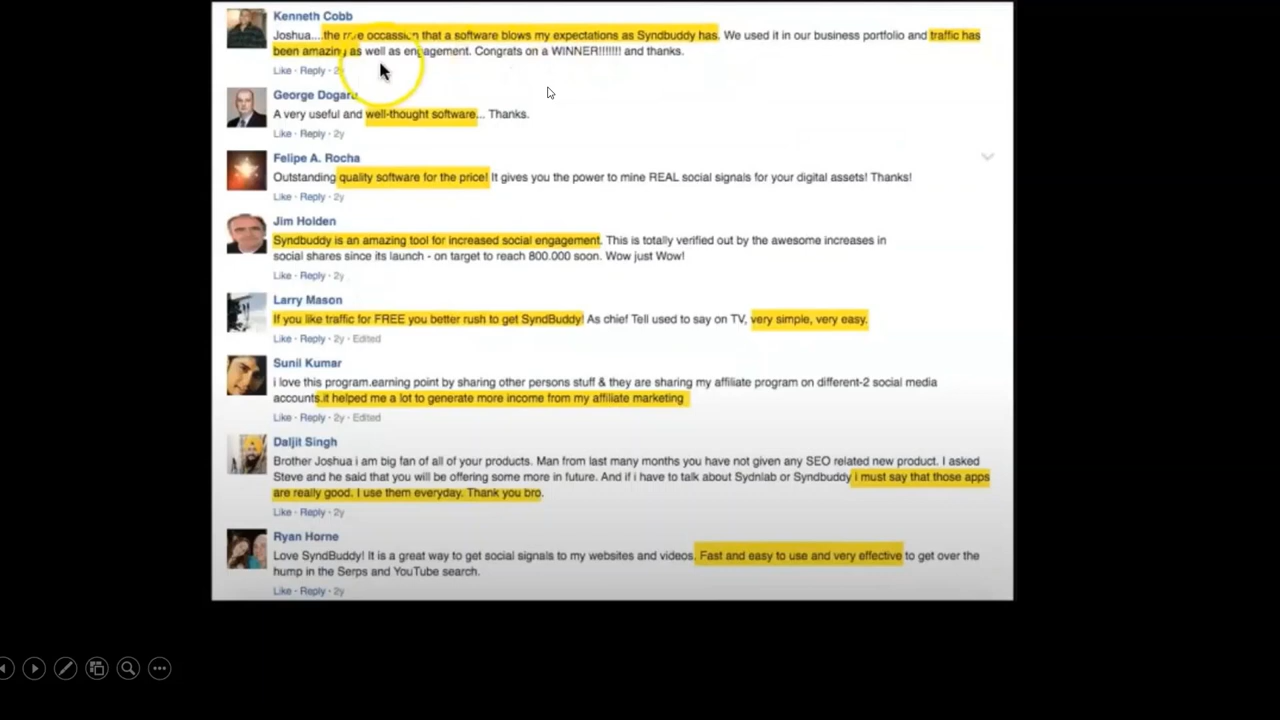 Kenneth Cobb
Joshua....the rare occassion that a software blows my expectations as Syndbuddy has. We used it in our business portfolio and traffic has
been amazing as well as engagement. Congrats on a WINNER!!!!!!! and thanks.
Like · Reply · 2y
George Dogaru
A very useful and well-thought software... Thanks.
Like · Reply · 2y
Felipe A. Rocha
Outstanding quality software for the price! It gives you the power to mine REAL social signals for your digital assets! Thanks!
Like · Reply · 2y
Jim Holden
Syndbuddy is an amazing tool for increased social engagement. This is totally verified out by the awesome increases in
social shares since its launch - on target to reach 800.000 soon. Wow just Wow!
Like · Reply · 2y
Larry Mason
If you like traffic for FREE you better rush to get SyndBuddy! As chief Tell used to say on TV, very simple, very easy.
Like · Reply · 2y · Edited
Sunil Kumar
i love this program.earning point by sharing other persons stuff & they are sharing my affiliate program on different-2 social media
accounts.it helped me a lot to generate more income from my affiliate marketing
Like · Reply · 2y · Edited
Daljit Singh
Brother Joshua i am big fan of all of your products. Man from last many months you have not given any SEO related new product. I asked
Steve and he said that you will be offering some more in future. And if i have to talk about Sydnlab or Syndbuddy i must say that those apps
are really good. I use them everyday. Thank you bro.
Like · Reply · 2y
Ryan Horne
Love SyndBuddy! It is a great way to get social signals to my websites and videos. Fast and easy to use and very effective to get over the
hump in the Serps and YouTube search.
Like · Reply · 2y